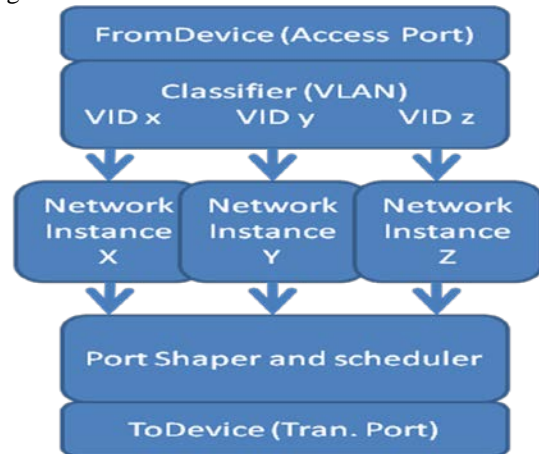 FromDevice (Access Port)
Classifier (VLAN)
VID x VID y VID z
Network Instance X
Network Instance Y
Network Instance Z
Port Shaper and scheduler
ToDevice (Tran. Port)